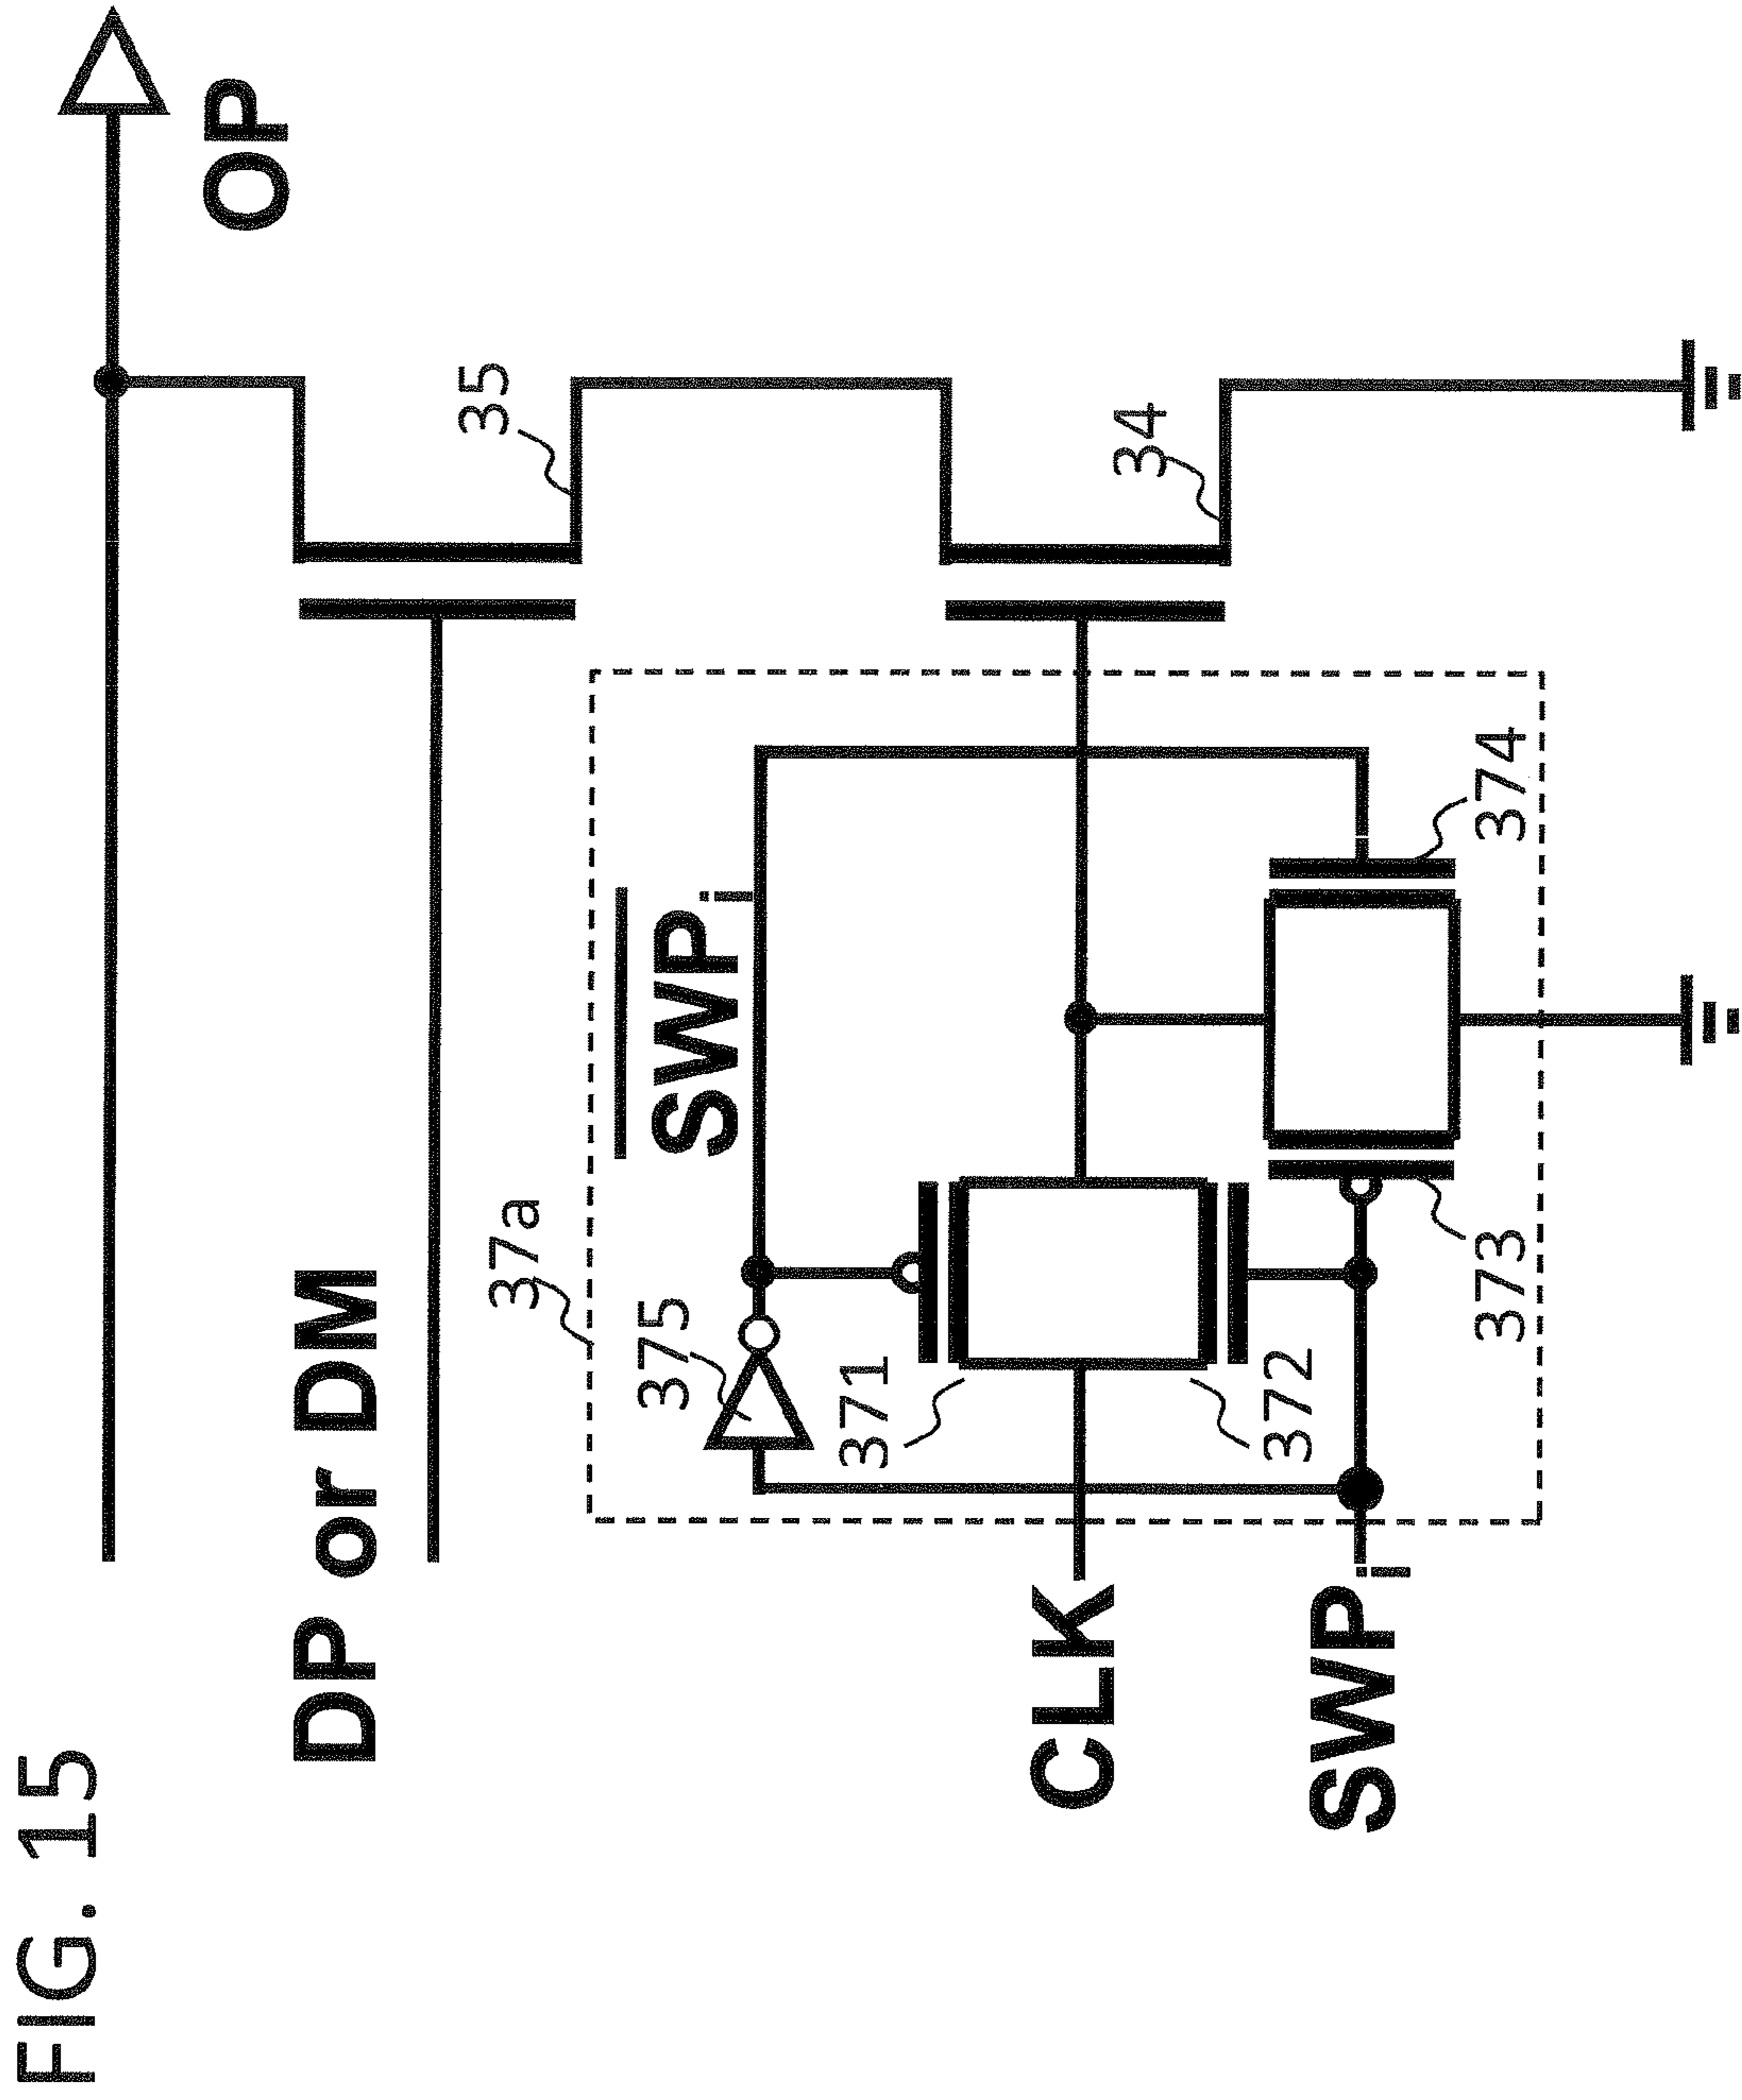 FIG. 15
OP
DP or DM
35
34
37a
SWPi
375
371
372
373
374
CLK
SWPi